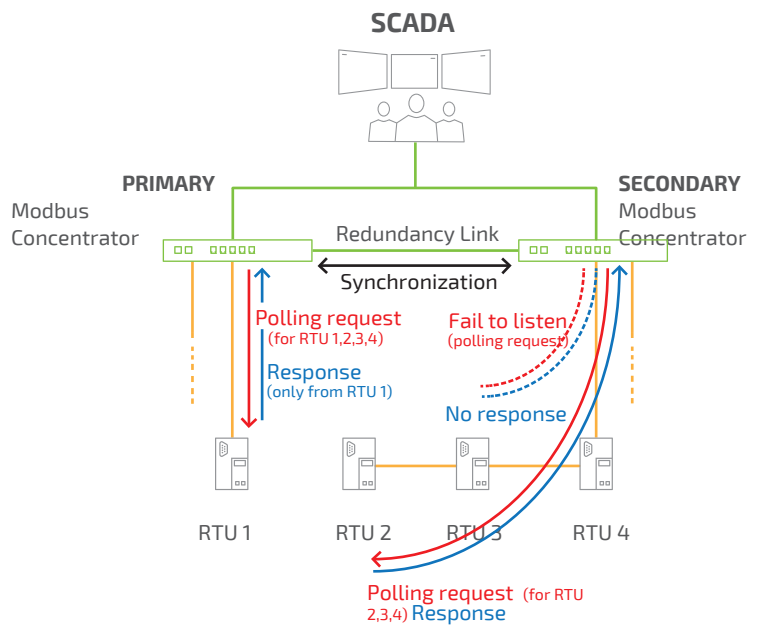 SCADA
PRIMARY
Modbus
Concentrator
SECONDARY
Modbus
Concentrator
Redundancy Link
Synchronization
Polling request
(for RTU 1,2,3,4)
Response
(only from RTU 1)
Fail to listen
(polling request)
No response
RTU 1
RTU 2
RTU 3
RTU 4
Polling request (for RTU
2,3,4) Response